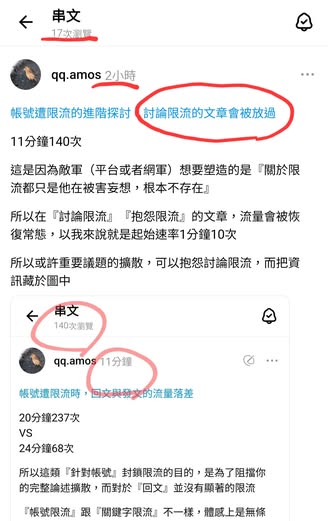 串文
17次瀏覽
qq.amos 2小時
帳號遭限流的進階探討，討論限流的文章會被放過
11分鐘140次
這是因為敵軍（平台或者網軍）想要塑造的是『關於限
流都只是他在被害妄想，根本不存在』
所以在『討論限流』『抱怨限流』的文章，流量會被恢
復常態，以我來說就是起始速率1分鐘10次
所以或許重要議題的擴散，可以抱怨討論限流，而把資
訊藏於圖中
串文
140次瀏覽
qq.amos 11分鐘
帳號遭限流時，回文與發文的流量落差
20分鐘237次
VS
24分鐘68次
所以這類『針對帳號』封鎖限流的目的，是為了阻擋你
的完整論述擴散，而對於『回文』並沒有顯著的限流
『帳號限流』跟『關鍵字限流』不一樣，體感上是無條